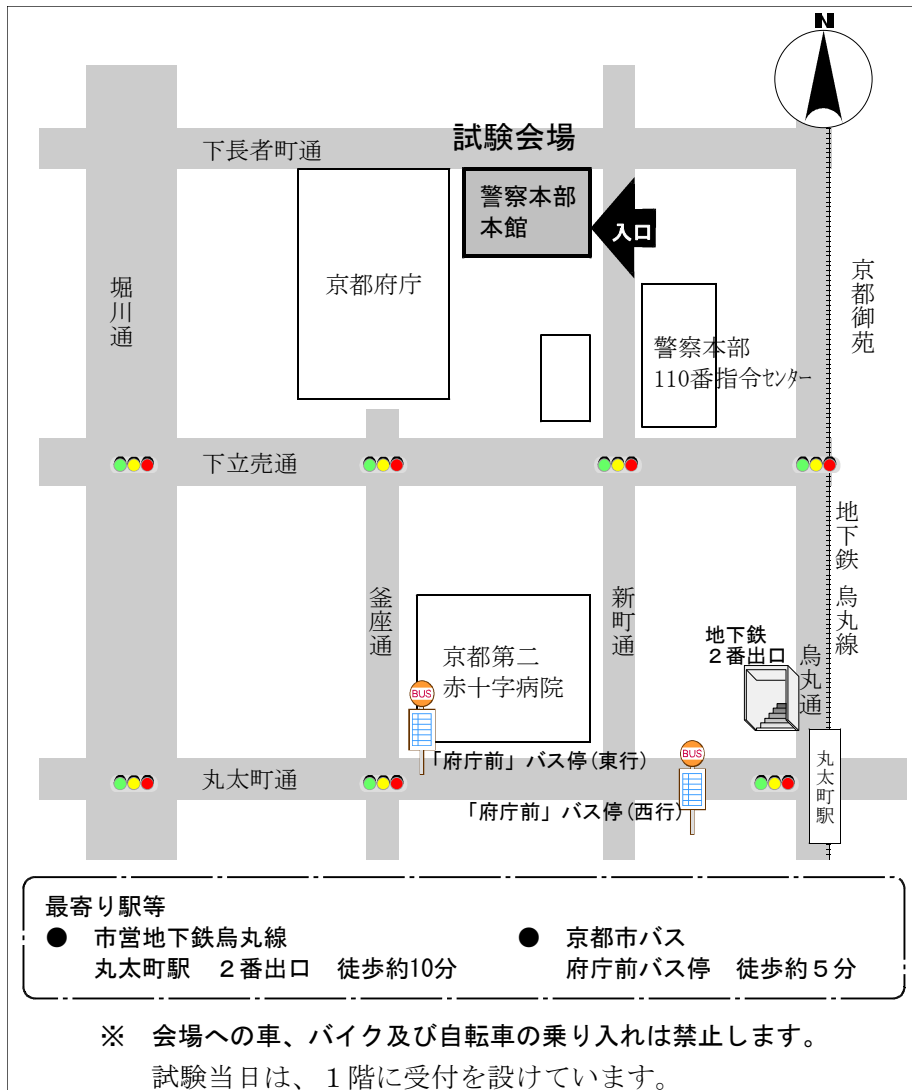 N
試験会場
下長者町通
警察本部
本館
入口
京都府庁
堀川通
京都御苑
警察本部
110番指令ｾﾝﾀｰ
下立売通
地下鉄 烏丸線
釜座通
新町通
地下鉄
２番出口
烏丸通
京都第二
赤十字病院
BUS
「府庁前」バス停(東行)
BUS
丸太町通
丸太町駅
「府庁前」バス停(西行)
最寄り駅等
● 市営地下鉄烏丸線
丸太町駅　２番出口　徒歩約10分
● 京都市バス
府庁前バス停　徒歩約５分
※　会場への車、バイク及び自転車の乗り入れは禁止します。
試験当日は、１階に受付を設けています。